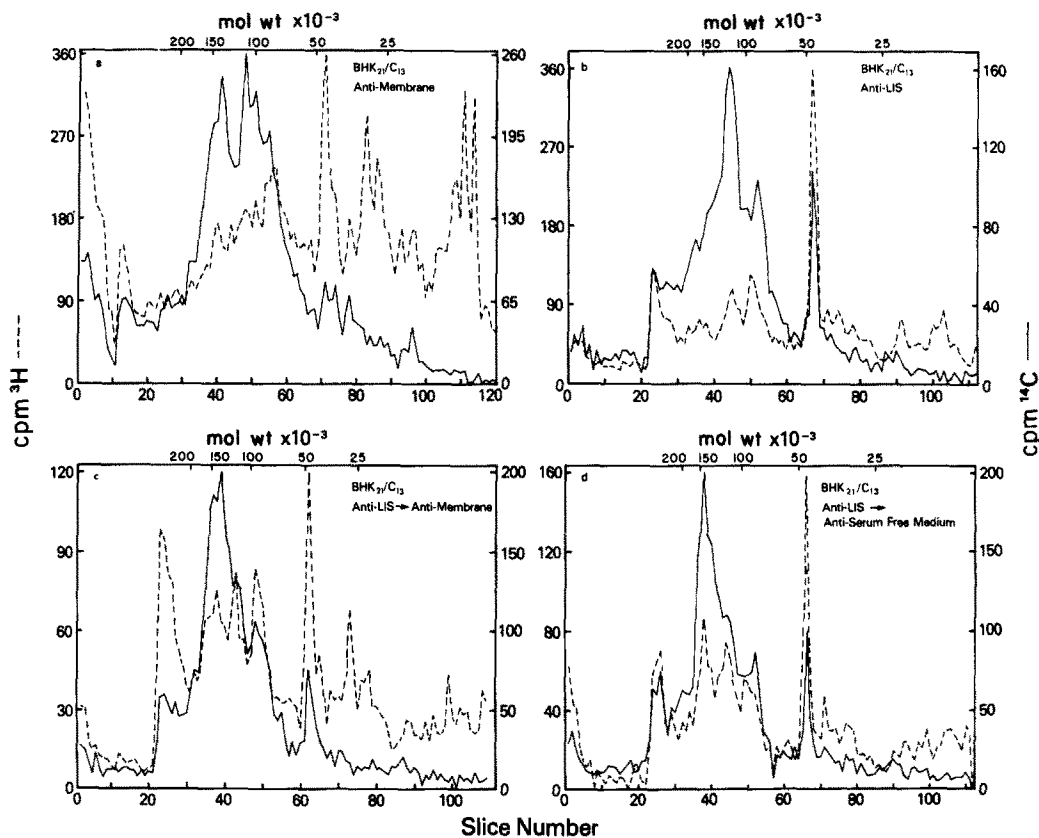 mol wt x10⁻³
200 150 100 50 25
360
270
180
90
0
a
BHK₂₁/C₁₃
Anti-Membrane
260
195
130
65
0
0 20 40 60 80 100 120
mol wt x10⁻³
200 150 100 50 25
360
270
180
90
0
b
BHK₂₁/C₁₃
Anti-LIS
160
120
80
40
0
0 20 40 60 80 100
cpm ³H ----
cpm ¹⁴C ——
mol wt x10⁻³
200 150 100 50 25
120
90
60
30
0
c
BHK₂₁/C₁₃
Anti-LIS → Anti-Membrane
200
150
100
50
0
0 20 40 60 80 100
mol wt x10⁻³
200 150 100 50 25
160
120
80
40
0
d
BHK₂₁/C₁₃
Anti-LIS →
Anti-Serum Free Medium
200
150
100
50
0
0 20 40 60 80 100
Slice Number